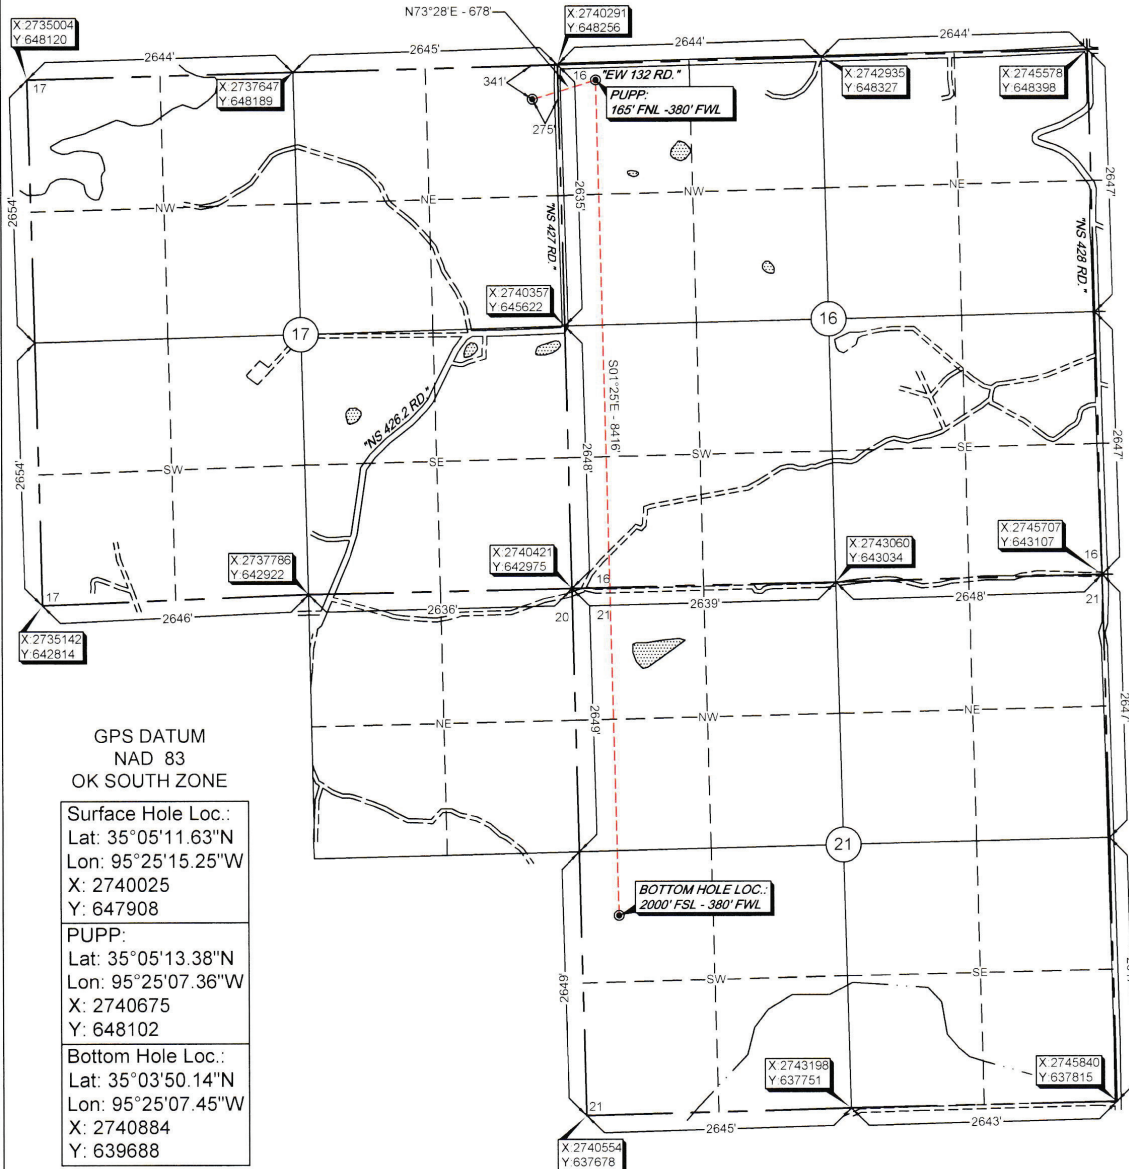 N73°28'E - 678'
X:2735004
Y:648120
X:2740291
Y:648256
2644'
2645'
2644'
2644'
17
X:2737647
Y:648189
341'
16
"EW 132 RD."
PUPP:
165' FNL -380' FWL
X:2742935
Y:648327
X:2745578
Y:648398
275'
2654'
NW
NE
2635'
NW
NE
2647'
"NS 427 RD."
"NS 428 RD."
X:2740357
Y:645622
17
16
S01°25'E - 8416'
"NS 426.2 RD."
2654'
SW
SE
2648'
SW
SE
2647'
X:2737786
Y:642922
X:2740421
Y:642975
X:2743060
Y:643034
X:2745707
Y:643107
17
16
16
2646'
2636'
20
21
2639'
2648'
21
X:2735142
Y:642814
NE
2649'
NW
NE
2647'
GPS DATUM
NAD 83
OK SOUTH ZONE
Surface Hole Loc.:
Lat: 35°05'11.63"N
Lon: 95°25'15.25"W
X: 2740025
Y: 647908
PUPP:
Lat: 35°05'13.38"N
Lon: 95°25'07.36"W
X: 2740675
Y: 648102
Bottom Hole Loc.:
Lat: 35°03'50.14"N
Lon: 95°25'07.45"W
X: 2740884
Y: 639688
21
BOTTOM HOLE LOC.:
2000' FSL - 380' FWL
2649'
SW
SE
X:2743198
Y:637751
X:2745840
Y:637815
21
2645'
2643'
X:2740554
Y:637678